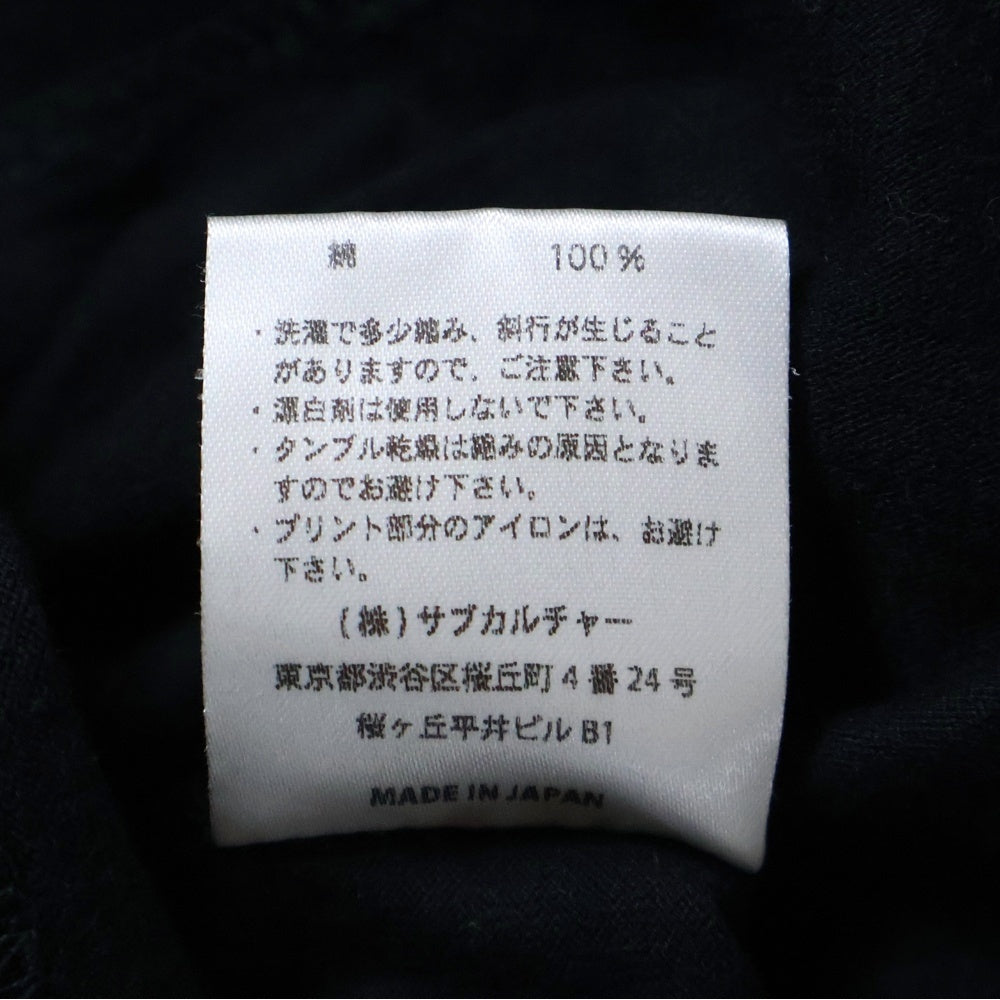 綿 100%
・洗濯で多少縮み、斜行が生じること
がありますので、ご注意下さい。
・漂白剤は使用しないで下さい。
・タンブル乾燥は縮みの原因となりま
すのでお避け下さい。
・プリント部分のアイロンは、お避け
下さい。
(株)サブカルチャー
東京都渋谷区桜丘町4番24号
桜ヶ丘平井ビルB1
MADE IN JAPAN